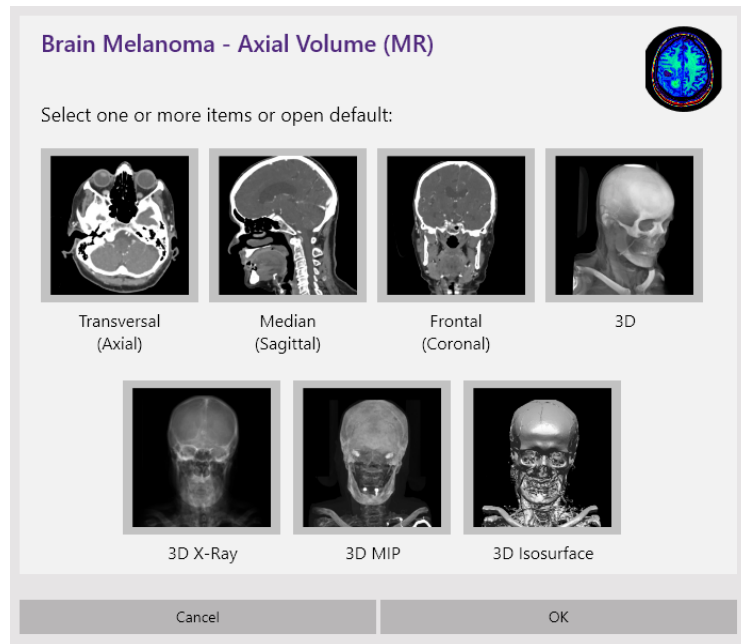 Brain Melanoma - Axial Volume (MR)
Select one or more items or open default:
Transversal
(Axial)
Median
(Sagittal)
Frontal
(Coronal)
3D
3D X-Ray
3D MIP
3D Isosurface
Cancel
OK